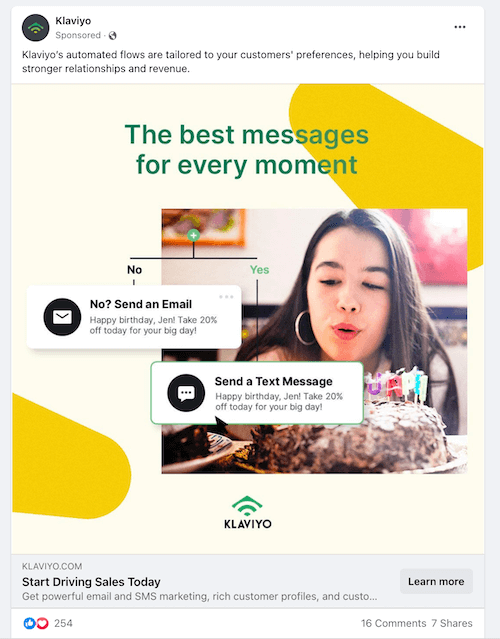 Klaviyo
Sponsored ·
Klaviyo's automated flows are tailored to your customers' preferences, helping you build
stronger relationships and revenue.
The best messages
for every moment
No
Yes
No? Send an Email
Happy birthday, Jen! Take 20%
off today for your big day!
Send a Text Message
Happy birthday, Jen! Take 20%
off today for your big day!
KLAVIYO
KLAVIYO.COM
Start Driving Sales Today
Get powerful email and SMS marketing, rich customer profiles, and custo...
Learn more
254
16 Comments 7 Shares